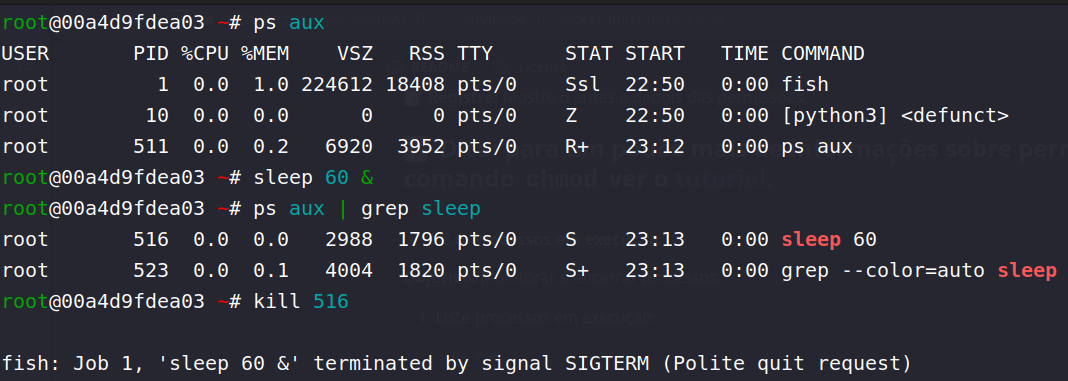 root@00a4d9fdea03 ~# ps aux
USER       PID %CPU %MEM    VSZ   RSS TTY      STAT START   TIME COMMAND
root         1  0.0  1.0 224612 18408 pts/0    Ssl  22:50   0:00 fish
root        10  0.0  0.0      0     0 pts/0    Z    22:50   0:00 [python3] <defunct>
root       511  0.0  0.2   6920  3952 pts/0    R+   23:12   0:00 ps aux
root@00a4d9fdea03 ~# sleep 60 &
root@00a4d9fdea03 ~# ps aux | grep sleep
root       516  0.0  0.0   2988  1796 pts/0    S    23:13   0:00 sleep 60
root       523  0.0  0.1   4004  1820 pts/0    S+   23:13   0:00 grep --color=auto sleep
root@00a4d9fdea03 ~# kill 516
fish: Job 1, 'sleep 60 &' terminated by signal SIGTERM (Polite quit request)